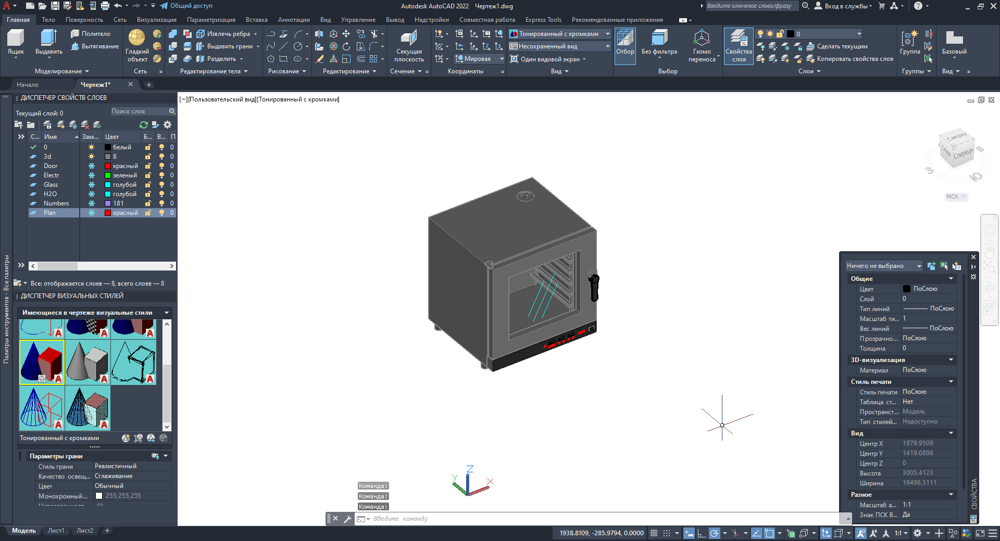 Общий доступ
Autodesk AutoCAD 2022 Чертеж1.dwg
Введите ключевое слово/фразу
Вход в службы
Главная Тело Поверхность Сеть Визуализация Параметризация Вставка Аннотации Вид Управление Вывод Надстройки Совместная работа Express Tools Рекомендованные приложения
Ящик
Выдавить
Политело
Вытягивание
Моделирование
Гладкий объект
Сеть
Извлечь ребра
Выдавить грани
Разделить
Редактирование тела
Рисование
Редактирование
Секущая плоскость
Сечение
Мировая
Координаты
Тонированный с кромками
Несохраненный вид
Один видовой экран
Вид
Отбор
Без фильтра
Гизмо переноса
Выбор
Свойства слоя
0
Сделать текущим
Копировать свойства слоя
Слои
Группа
Группы
Базовый
Вид
Начало
Чертеж1*
ДИСПЕТЧЕР СВОЙСТВ СЛОЕВ
Текущий слой: 0
Поиск слоя
С... Имя Зам... Цвет Б... В... П
0 белый 0
3d 8 0
Door красный 0
Electr зеленый 0
Glass голубой 0
H2O голубой 0
Numbers 181 0
Plan красный 0
Все: отображается слоев — 8, всего слоев — 8
ДИСПЕТЧЕР ВИЗУАЛЬНЫХ СТИЛЕЙ
Имеющиеся в чертеже визуальные стили
Тонированный с кромками
Параметры грани
Стиль грани Реалистичный
Качество освещ... Сглаживание
Цвет Обычный
Монохромный... 255,255,255
Палитры инструментов - Все палитры
[−][Пользовательский вид][Тонированный с кромками]
Сверху
Слева
Спереди
В
З
Ю
МСК
Z
Y
X
Команда:
Команда:
Команда:
Введите команду
Ничего не выбрано
Общие
Цвет ПоСлою
Слой 0
Тип линий ПоСлою
Масштаб ти... 1
Вес линий ПоСлою
Прозрачно... ПоСлою
Толщина 0
3D-визуализация
Материал ПоСлою
Стиль печати
Стиль печати ПоСлою
Таблица ст... Нет
Пространст... Модель
Тип стилей... Недоступно
Вид
Центр X 1979.9509
Центр Y 1419.0898
Центр Z 0
Высота 3005.4123
Ширина 19496.3111
Разное
Масштаб а... 1:1
Знак ПСК В... Да
СВОЙСТВА
Модель Лист1 Лист2
1938.8109, -285.9794, 0.0000
1:1